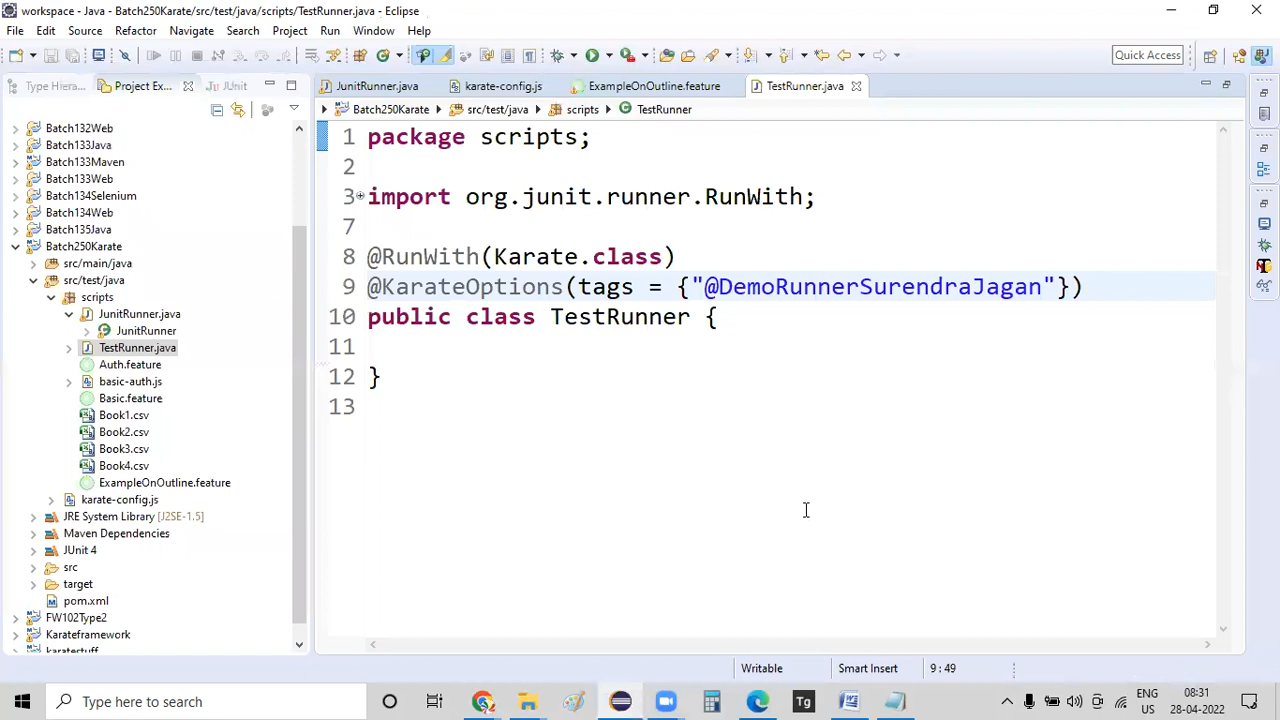 workspace - Java - Batch250Karate/src/test/java/scripts/TestRunner.java - Eclipse
File Edit Source Refactor Navigate Search Project Run Window Help
Quick Access
Type Hierar... Project Ex... JUnit
JunitRunner.java karate-config.js ExampleOnOutline.feature TestRunner.java
Batch250Karate src/test/java scripts TestRunner
Batch132Web
Batch133Java
Batch133Maven
Batch133Web
Batch134Selenium
Batch134Web
Batch135Java
Batch250Karate
src/main/java
src/test/java
scripts
JunitRunner.java
JunitRunner
TestRunner.java
Auth.feature
basic-auth.js
Basic.feature
Book1.csv
Book2.csv
Book3.csv
Book4.csv
ExampleOnOutline.feature
karate-config.js
JRE System Library [J2SE-1.5]
Maven Dependencies
JUnit 4
src
target
pom.xml
FW102Type2
Karateframework
karatestuff
1 package scripts;
2
3 import org.junit.runner.RunWith;
7
8 @RunWith(Karate.class)
9 @KarateOptions(tags = {"@DemoRunnerSurendraJagan"})
10 public class TestRunner {
11
12 }
13
Writable Smart Insert 9 : 49
Type here to search
Tg
ENG
US
08:31
28-04-2022